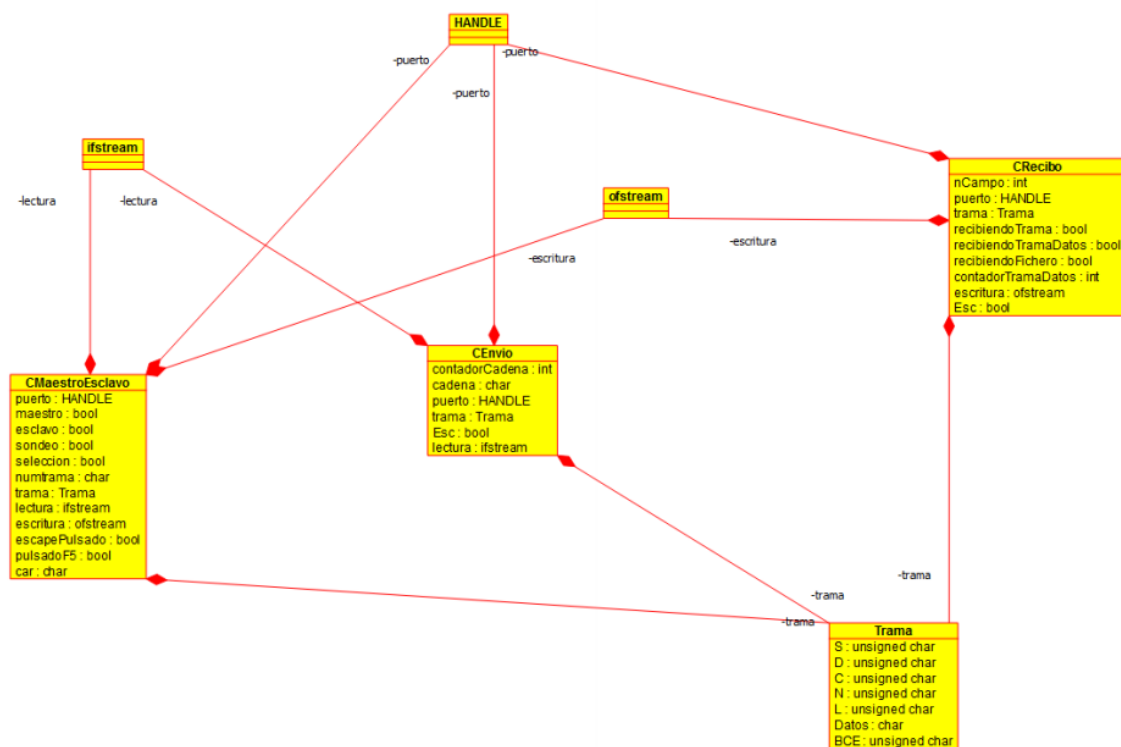 HANDLE
-puerto
-puerto
-puerto
ifstream
-lectura
-lectura
ofstream
-escritura
-escritura
CRecibo
nCampo : int
puerto : HANDLE
trama : Trama
recibiendoTrama : bool
recibiendoTramaDatos : bool
recibiendoFichero : bool
contadorTramaDatos : int
escritura : ofstream
Esc : bool
CEnvio
contadorCadena : int
cadena : char
puerto : HANDLE
trama : Trama
Esc : bool
lectura : ifstream
CMaestroEsclavo
puerto : HANDLE
maestro : bool
esclavo : bool
sondeo : bool
seleccion : bool
numtrama : char
trama : Trama
lectura : ifstream
escritura : ofstream
escapePulsado : bool
pulsadoF5 : bool
car : char
-trama
-trama
-trama
Trama
S : unsigned char
D : unsigned char
C : unsigned char
N : unsigned char
L : unsigned char
Datos : char
BCE : unsigned char